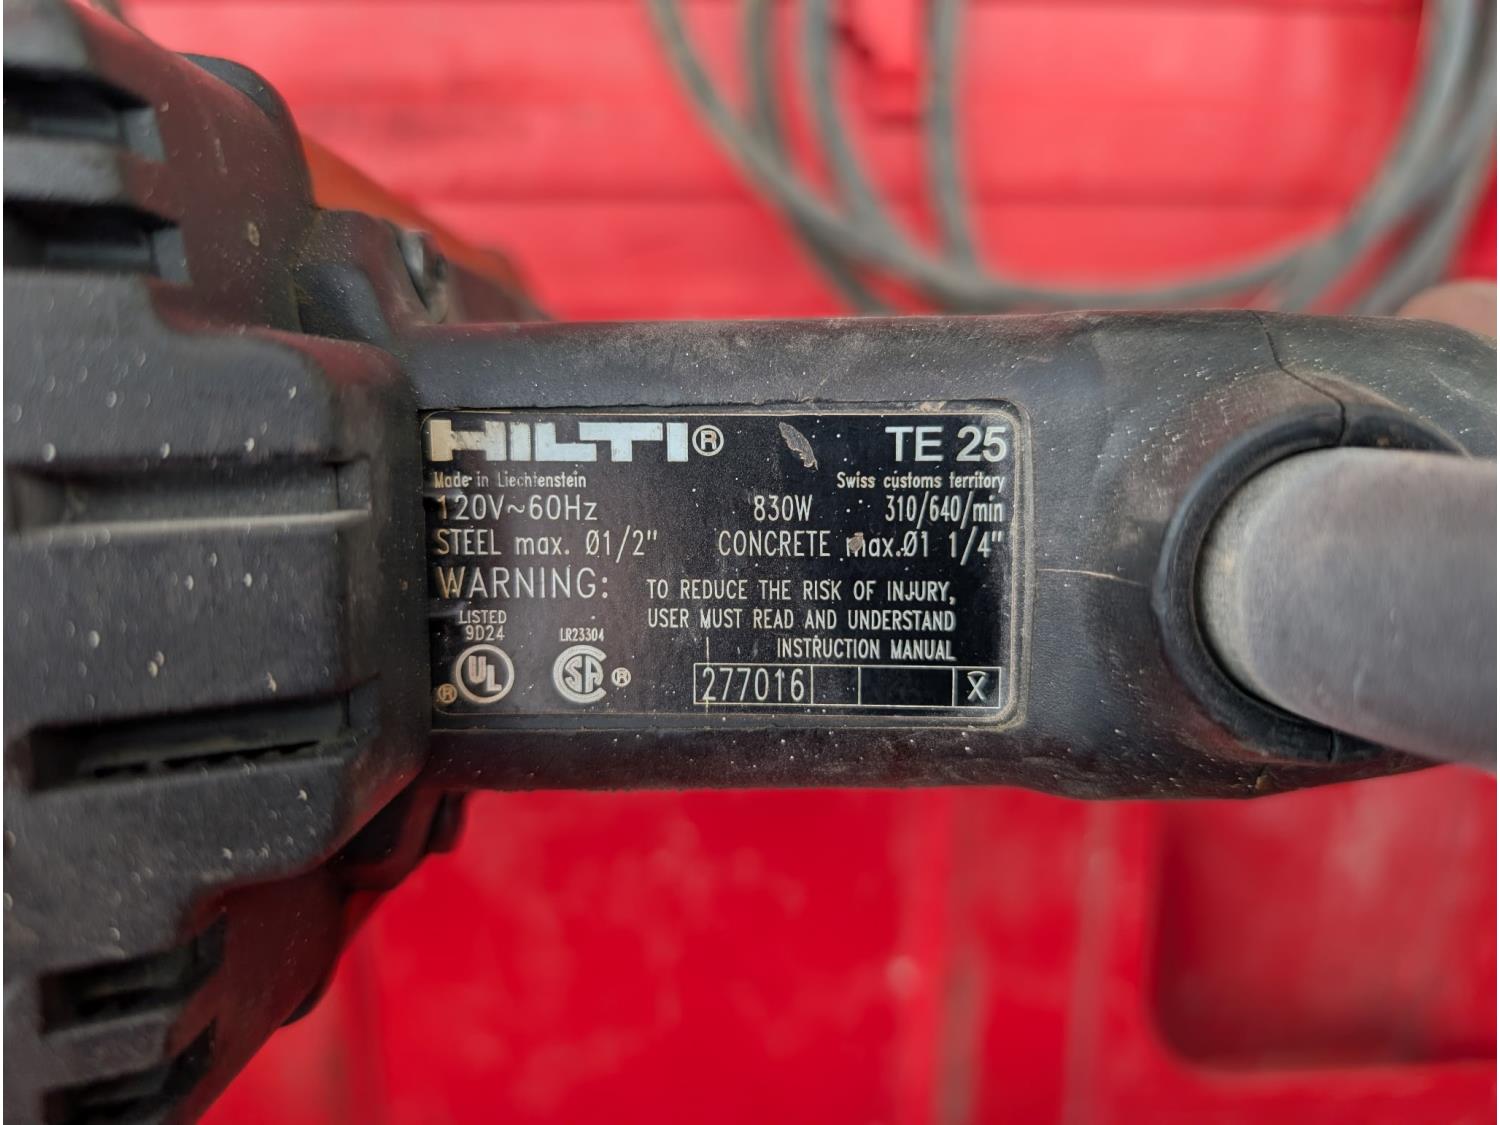 HILTI® TE 25
Made in Liechtenstein Swiss customs territory
120V~60Hz 830W 310/640/min
STEEL max. Ø1/2" CONCRETE max. Ø1 1/4"
WARNING: TO REDUCE THE RISK OF INJURY,
USER MUST READ AND UNDERSTAND
INSTRUCTION MANUAL
LISTED
9D24
LR23304
UL® SA®
277016 X